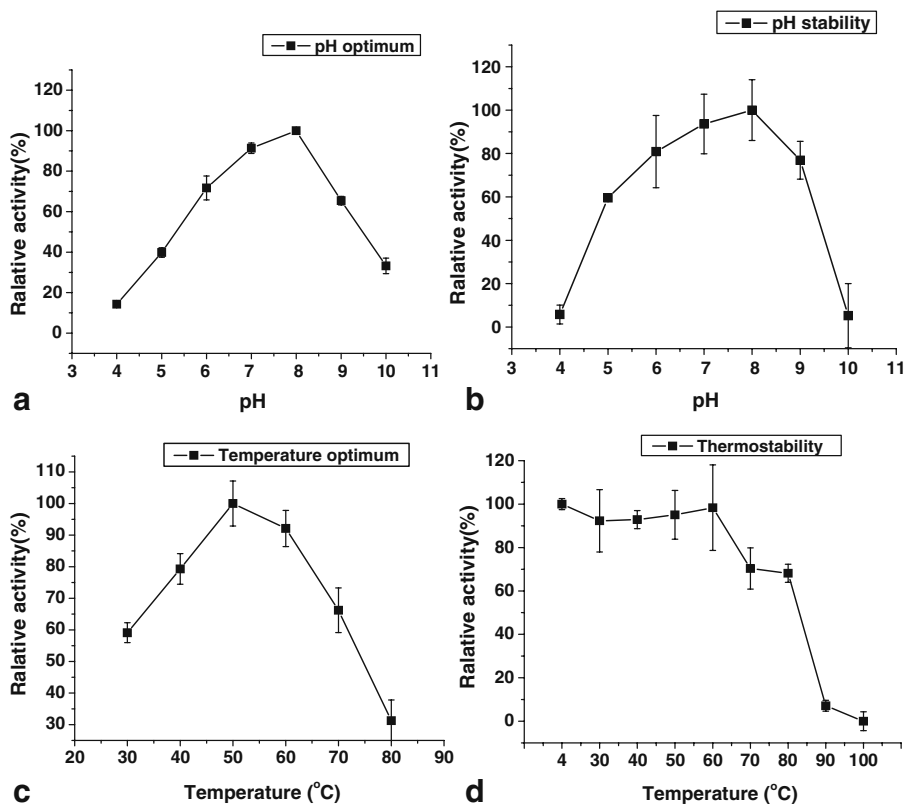 pH optimum
120
100
80
60
40
20
0
Ralative activity(%)
3 4 5 6 7 8 9 10 11
pH
a
pH stability
120
100
80
60
40
20
0
Ralative activity(%)
3 4 5 6 7 8 9 10 11
pH
b
Temperature optimum
110
100
90
80
70
60
50
40
30
Ralative activity(%)
20 30 40 50 60 70 80 90
Temperature (°C)
c
Thermostability
120
100
80
60
40
20
0
Ralative activity(%)
4 30 40 50 60 70 80 90 100
Temperature (°C)
d